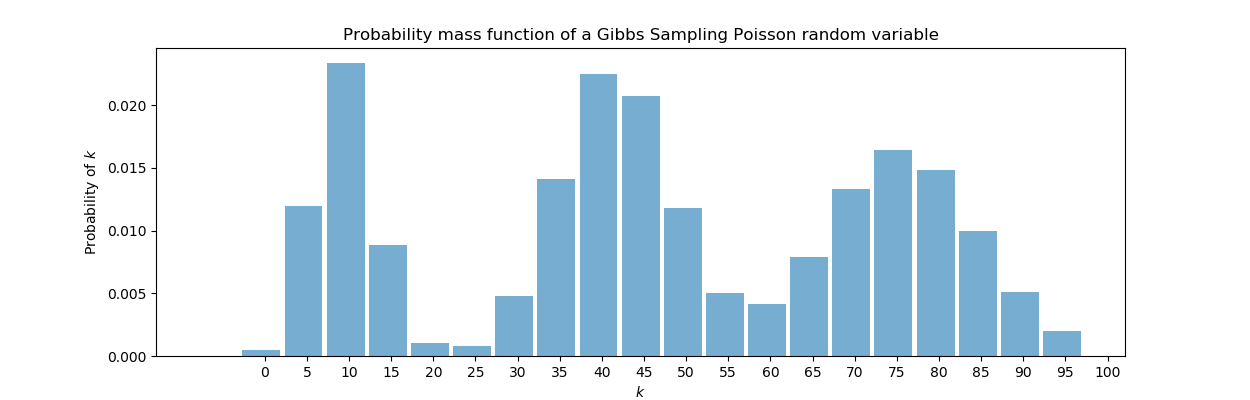 Probability mass function of a Gibbs Sampling Poisson random variable
0.020
0.015
0.010
0.005
0.000
Probability of k
0 5 10 15 20 25 30 35 40 45 50 55 60 65 70 75 80 85 90 95 100
k